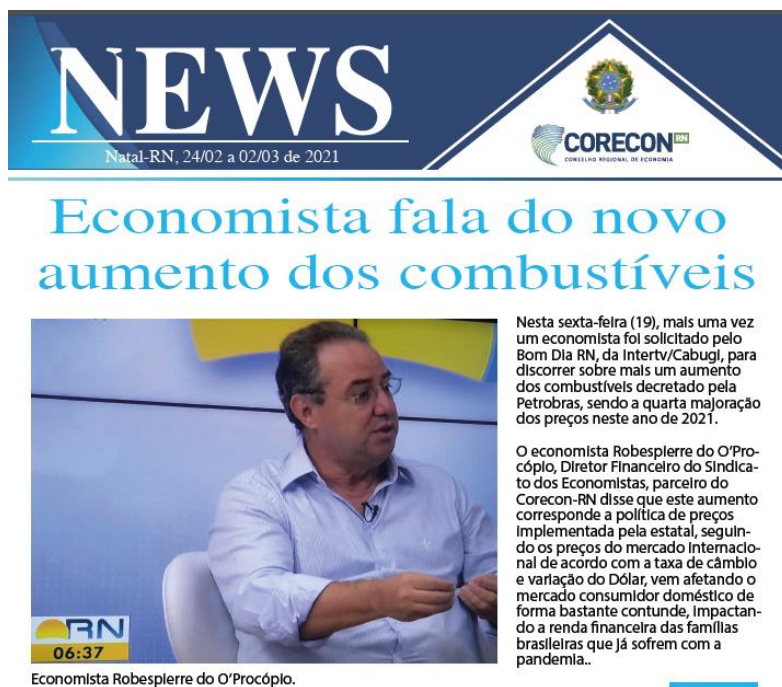 NEWS
Natal-RN, 24/02 a 02/03 de 2021
CORECON RN
CONSELHO REGIONAL DE ECONOMIA
Economista fala do novo
aumento dos combustíveis
RN
06:37
Economista Robespierre do O'Procópio.
Nesta sexta-feira (19), mais uma vez
um economista foi solicitado pelo
Bom Dia RN, da Intertv/Cabugi, para
discorrer sobre mais um aumento
dos combustíveis decretado pela
Petrobras, sendo a quarta majoração
dos preços neste ano de 2021.
O economista Robespierre do O'Pro-
cópio, Diretor Financeiro do Sindica-
to dos Economistas, parceiro do
Corecon-RN disse que este aumento
corresponde a política de preços
implementada pela estatal, seguin-
do os preços do mercado internacio-
nal de acordo com a taxa de câmbio
e variação do Dólar, vem afetando o
mercado consumidor doméstico de
forma bastante contunde, impactan-
do a renda financeira das famílias
brasileiras que já sofrem com a
pandemia..